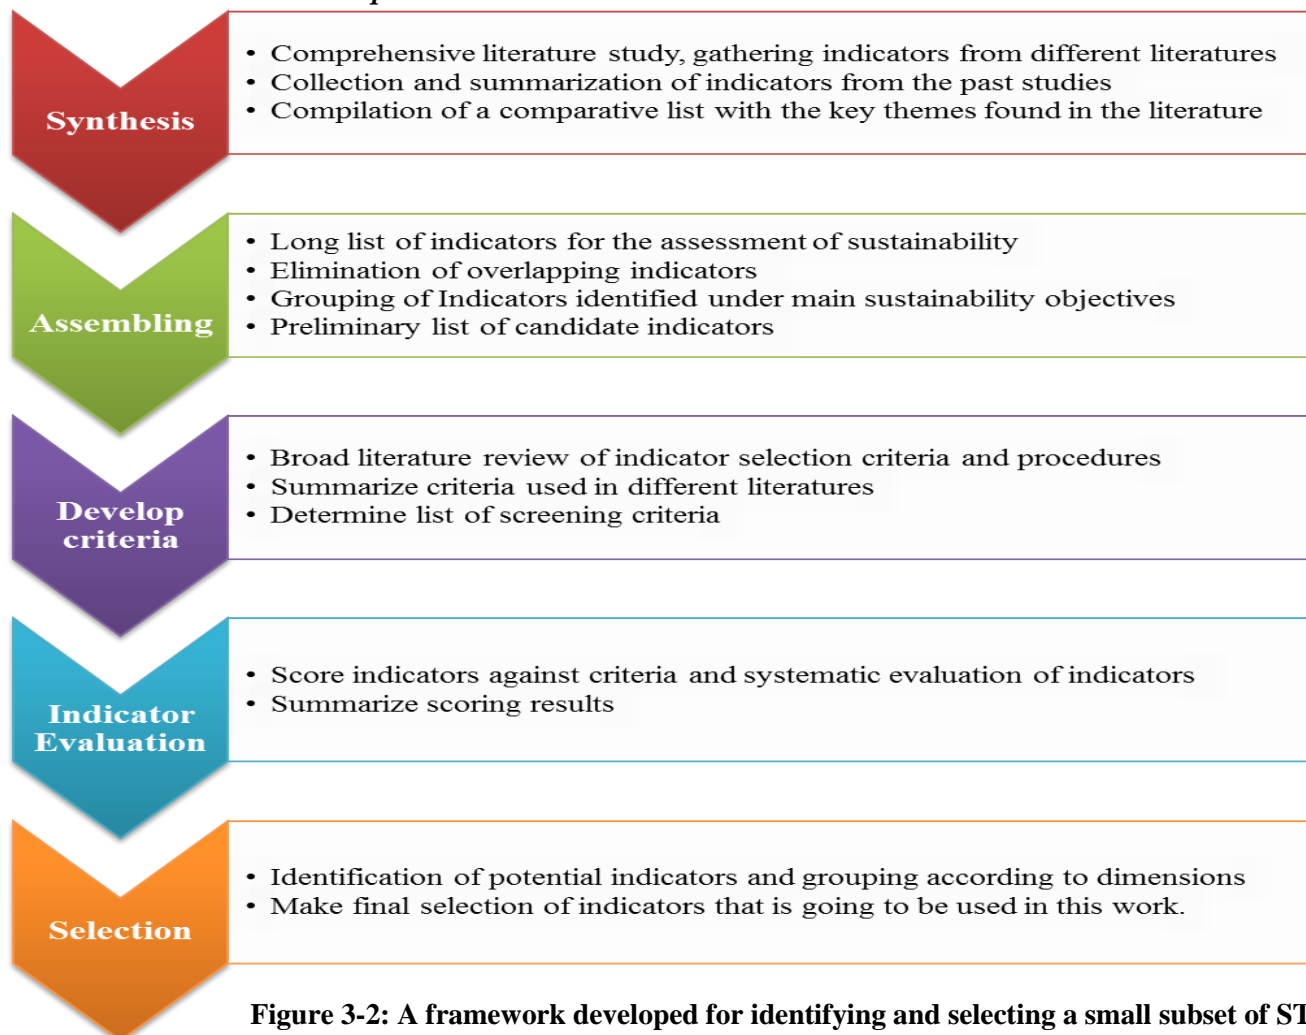 Synthesis
• Comprehensive literature study, gathering indicators from different literatures
• Collection and summarization of indicators from the past studies
• Compilation of a comparative list with the key themes found in the literature
Assembling
• Long list of indicators for the assessment of sustainability
• Elimination of overlapping indicators
• Grouping of Indicators identified under main sustainability objectives
• Preliminary list of candidate indicators
Develop
criteria
• Broad literature review of indicator selection criteria and procedures
• Summarize criteria used in different literatures
• Determine list of screening criteria
Indicator
Evaluation
• Score indicators against criteria and systematic evaluation of indicators
• Summarize scoring results
Selection
• Identification of potential indicators and grouping according to dimensions
• Make final selection of indicators that is going to be used in this work.
Figure 3-2: A framework developed for identifying and selecting a small subset of ST